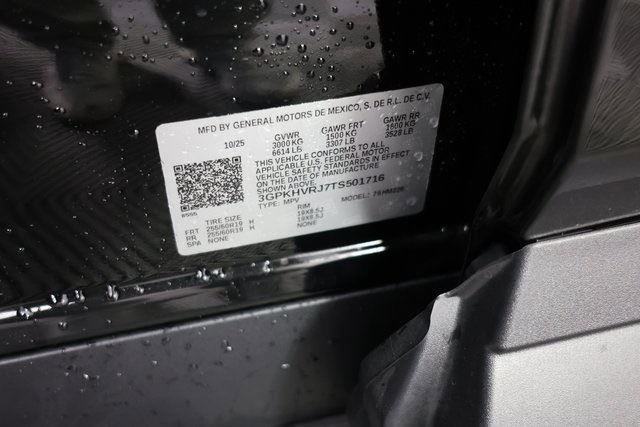 MFD BY GENERAL MOTORS DE MEXICO, S. DE R.L. DE C.V.
10/25 GVWR GAWR FRT GAWR RR
3000 KG 1500 KG 1600 KG
6614 LB 3307 LB 3528 LB
THIS VEHICLE CONFORMS TO ALL
APPLICABLE U.S. FEDERAL MOTOR
VEHICLE SAFETY STANDARDS IN EFFECT
ON THE DATE OF MANUFACTURE
SHOWN ABOVE.
3GPKHVRJ7TS501716
TYPE: MPV MODEL:
TIRE SIZE RIM
FRT 255/60R19 H 19X8.5J
RR 255/60R19 H 19X8.5J
SPA NONE NONE